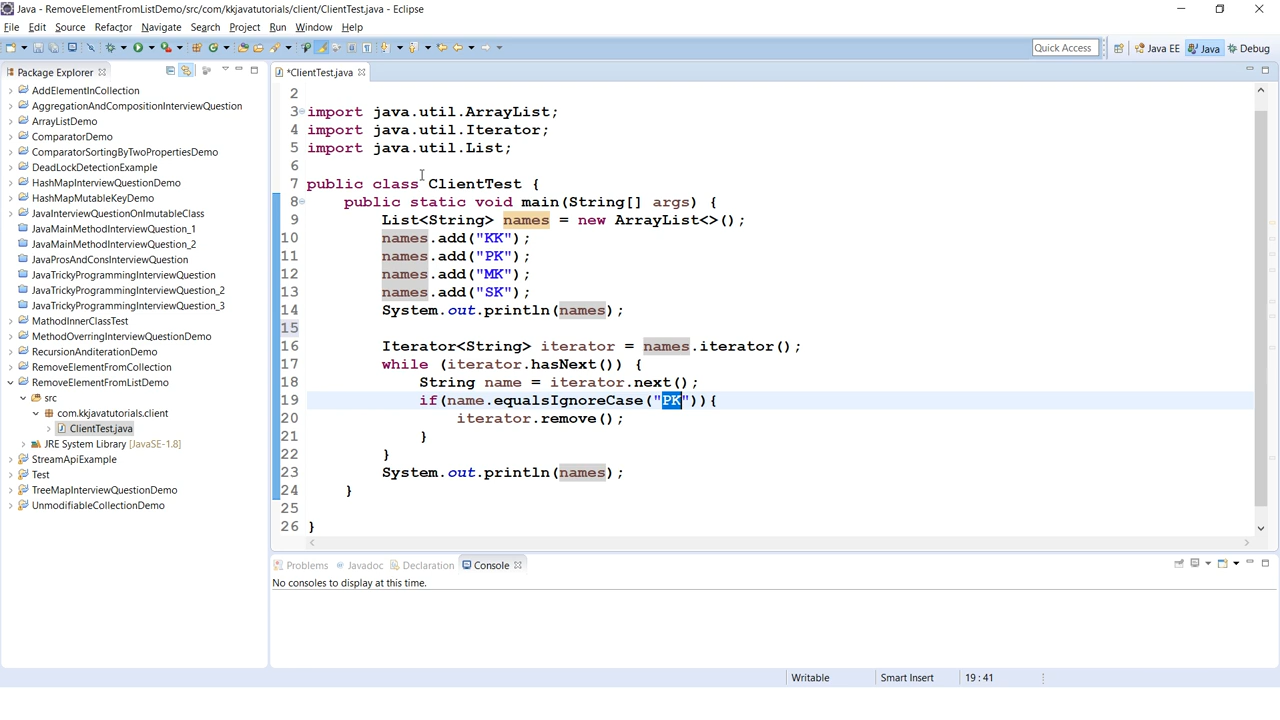 Java - RemoveElementFromListDemo/src/com/kkjavatutorials/client/ClientTest.java - Eclipse
File Edit Source Refactor Navigate Search Project Run Window Help
Quick Access Java EE Java Debug
Package Explorer
AddElementInCollection
AggregationAndCompositionInterviewQuestion
ArrayListDemo
ComparatorDemo
ComparatorSortingByTwoPropertiesDemo
DeadLockDetectionExample
HashMapInterviewQuestionDemo
HashMapMutableKeyDemo
JavaInterviewQuestionOnImutableClass
JavaMainMethodInterviewQuestion_1
JavaMainMethodInterviewQuestion_2
JavaProsAndConsInterviewQuestion
JavaTrickyProgrammingInterviewQuestion
JavaTrickyProgrammingInterviewQuestion_2
JavaTrickyProgrammingInterviewQuestion_3
MathodInnerClassTest
MethodOverringInterviewQuestionDemo
RecursionAnditerationDemo
RemoveElementFromCollection
RemoveElementFromListDemo
src
com.kkjavatutorials.client
ClientTest.java
JRE System Library [JavaSE-1.8]
StreamApiExample
Test
TreeMapInterviewQuestionDemo
UnmodifiableCollectionDemo
*ClientTest.java
2
3 import java.util.ArrayList;
4 import java.util.Iterator;
5 import java.util.List;
6
7 public class ClientTest {
8 public static void main(String[] args) {
9 List<String> names = new ArrayList<>();
10 names.add("KK");
11 names.add("PK");
12 names.add("MK");
13 names.add("SK");
14 System.out.println(names);
15
16 Iterator<String> iterator = names.iterator();
17 while (iterator.hasNext()) {
18 String name = iterator.next();
19 if(name.equalsIgnoreCase("PK")){
20 iterator.remove();
21 }
22 }
23 System.out.println(names);
24 }
25
26 }
Problems Javadoc Declaration Console
No consoles to display at this time.
Writable Smart Insert 19 : 41